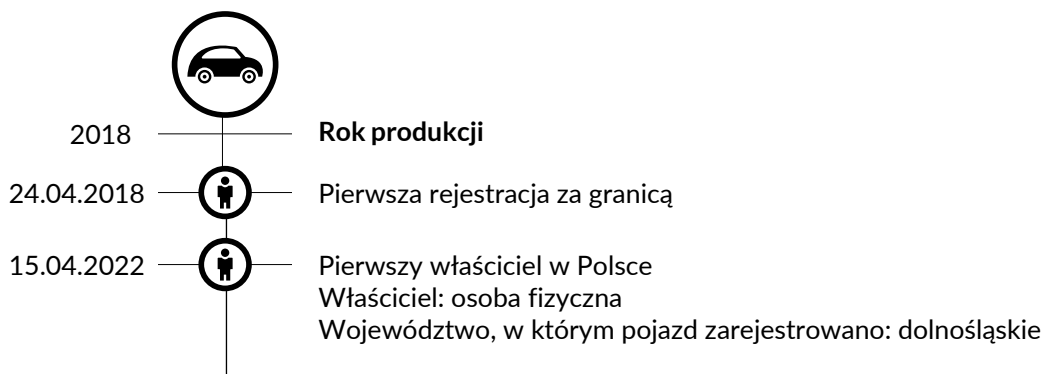 2018 Rok produkcji
24.04.2018 Pierwsza rejestracja za granicą
15.04.2022 Pierwszy właściciel w Polsce
Właściciel: osoba fizyczna
Województwo, w którym pojazd zarejestrowano: dolnośląskie